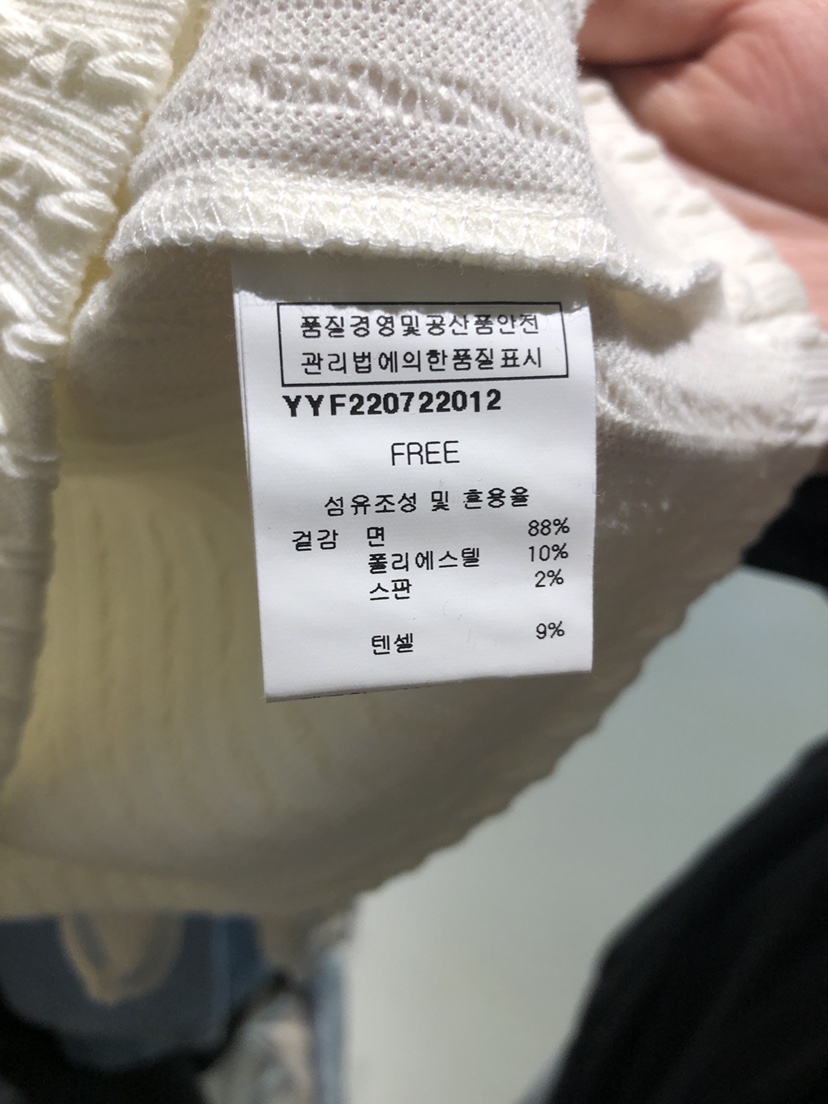 품질경영및공산품안전
관리법에의한품질표시
YYF220722012
FREE
섬유조성 및 혼용율
겉감 면 88%
폴리에스텔 10%
스판 2%
텐셀 9%